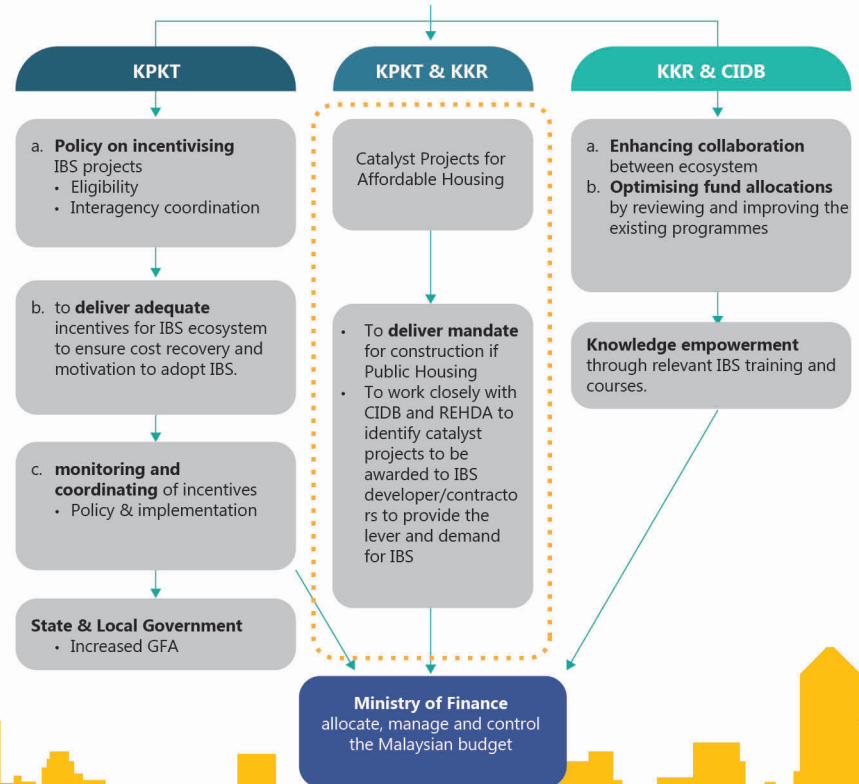 KPKT
a. Policy on incentivising
IBS projects
• Eligibility
• Interagency coordination
b. to deliver adequate
incentives for IBS ecosystem
to ensure cost recovery and
motivation to adopt IBS.
c. monitoring and
coordinating of incentives
• Policy & implementation
State & Local Government
• Increased GFA
KPKT & KKR
Catalyst Projects for
Affordable Housing
• To deliver mandate
for construction if
Public Housing
• To work closely with
CIDB and REHDA to
identify catalyst
projects to be
awarded to IBS
developer/contracto
rs to provide the
lever and demand
for IBS
KKR & CIDB
a. Enhancing collaboration
between ecosystem
b. Optimising fund allocations
by reviewing and improving the
existing programmes
Knowledge empowerment
through relevant IBS training and
courses.
Ministry of Finance
allocate, manage and control
the Malaysian budget